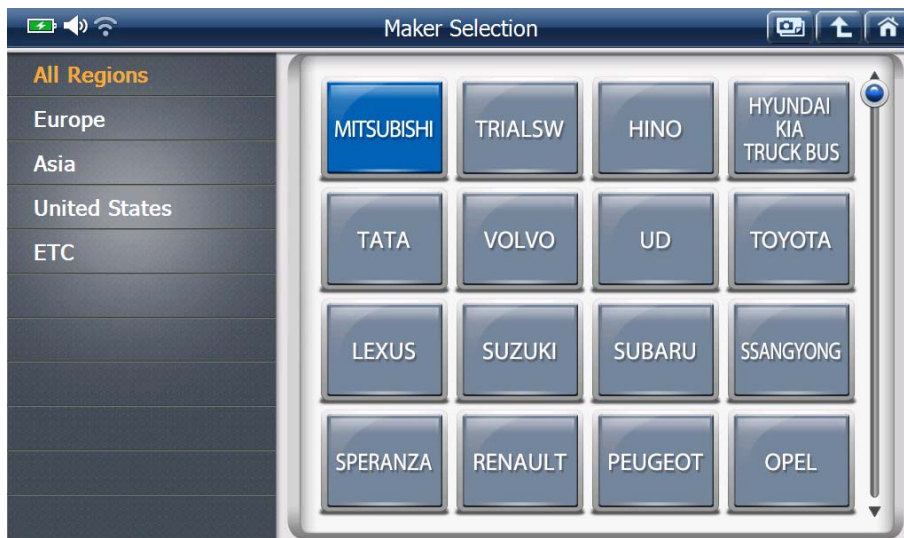 Maker Selection
All Regions
Europe
Asia
United States
ETC
MITSUBISHI
TRIALSW
HINO
HYUNDAI
KIA
TRUCK BUS
TATA
VOLVO
UD
TOYOTA
LEXUS
SUZUKI
SUBARU
SSANGYONG
SPERANZA
RENAULT
PEUGEOT
OPEL